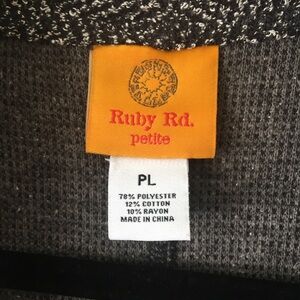 Ruby Rd.
petite
PL
78% POLYESTER
12% COTTON
10% RAYON
MADE IN CHINA